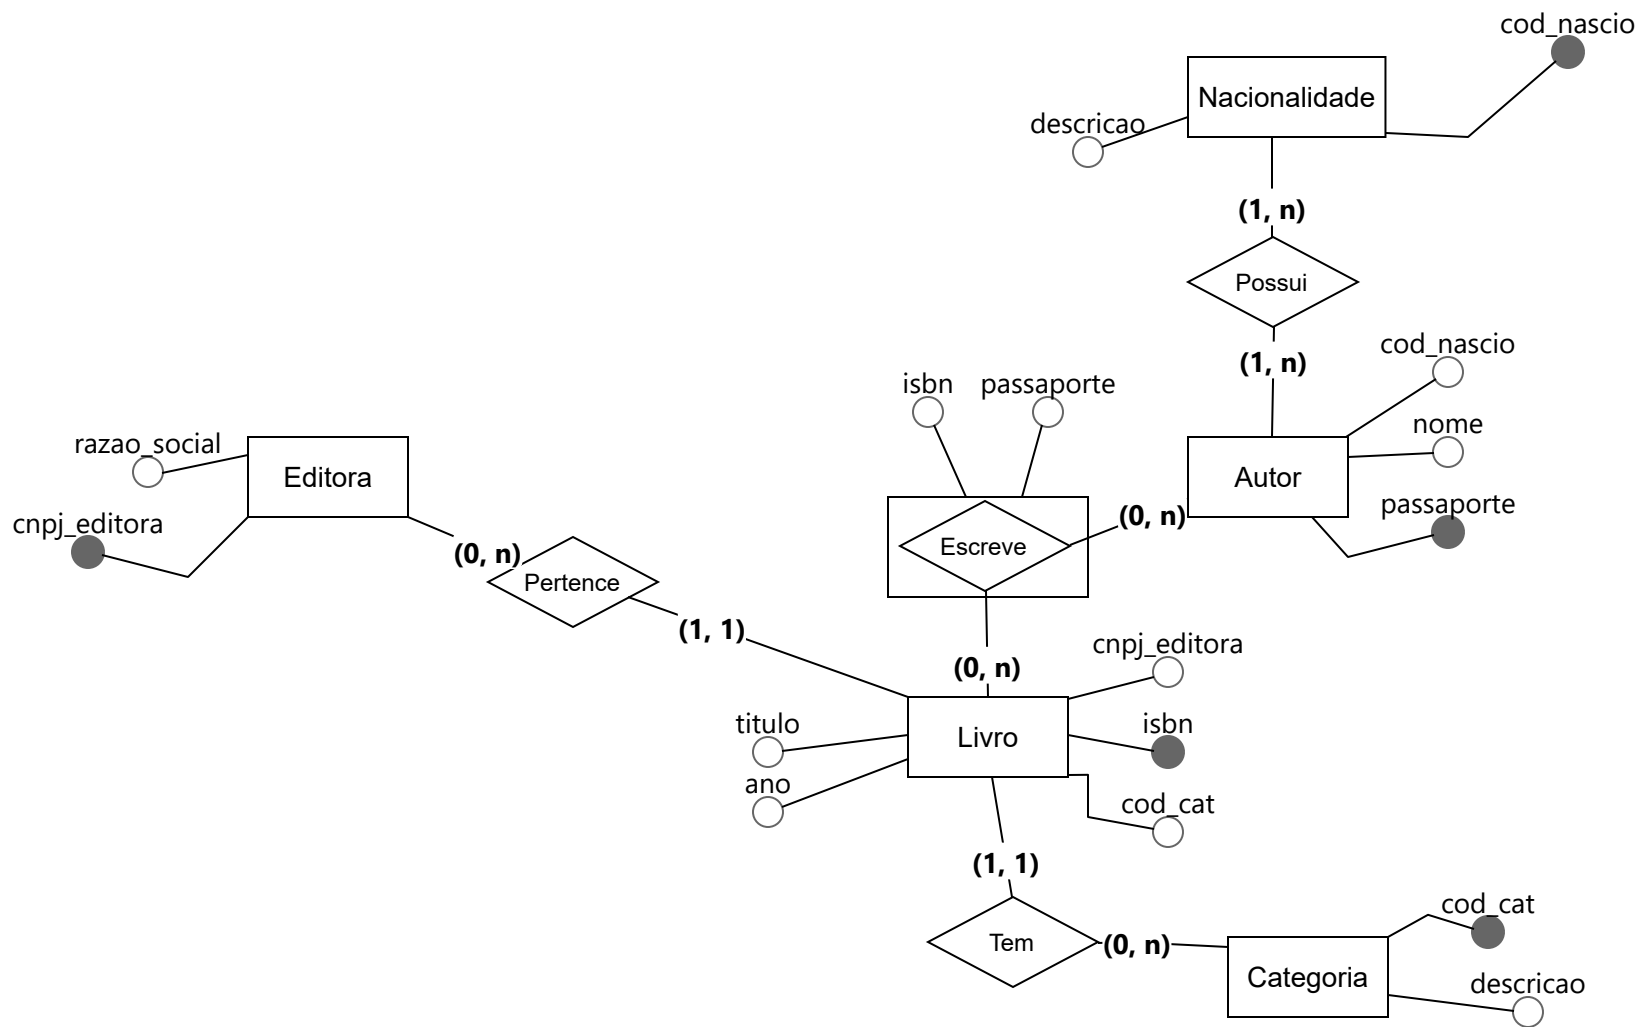 cod_nascio
Nacionalidade
descricao
(1, n)
Possui
(1, n)
cod_nascio
isbn
passaporte
nome
razao_social
Editora
Autor
passaporte
cnpj_editora
(0, n)
Escreve
(0, n)
Pertence
(1, 1)
cnpj_editora
(0, n)
titulo
Livro
isbn
ano
cod_cat
(1, 1)
cod_cat
Tem
(0, n)
Categoria
descricao